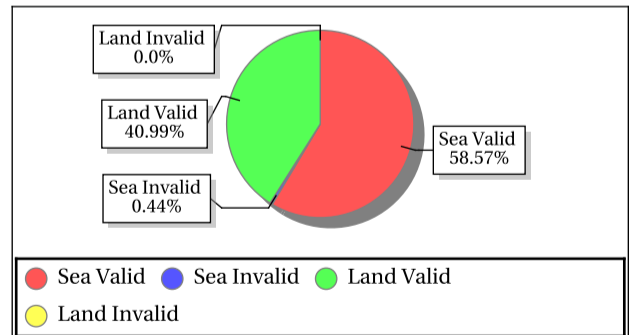 Land Invalid
0.0%
Land Valid
40.99%
Sea Valid
58.57%
Sea Invalid
0.44%
Sea Valid Sea Invalid Land Valid
Land Invalid